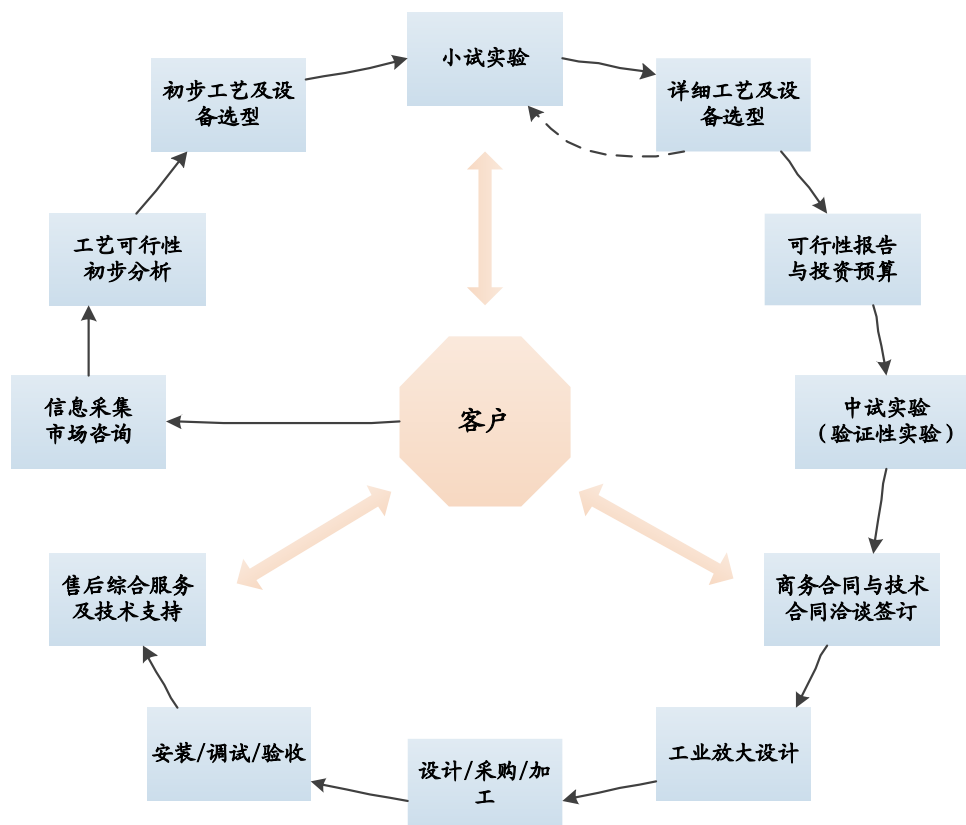 小试实验
初步工艺及设
备选型
详细工艺及设
备选型
工艺可行性
初步分析
可行性报告
与投资预算
信息采集
市场咨询
客户
中试实验
（验证性实验）
售后综合服务
及技术支持
商务合同与技术
合同洽谈签订
安装/调试/验收
设计/采购/加
工
工业放大设计